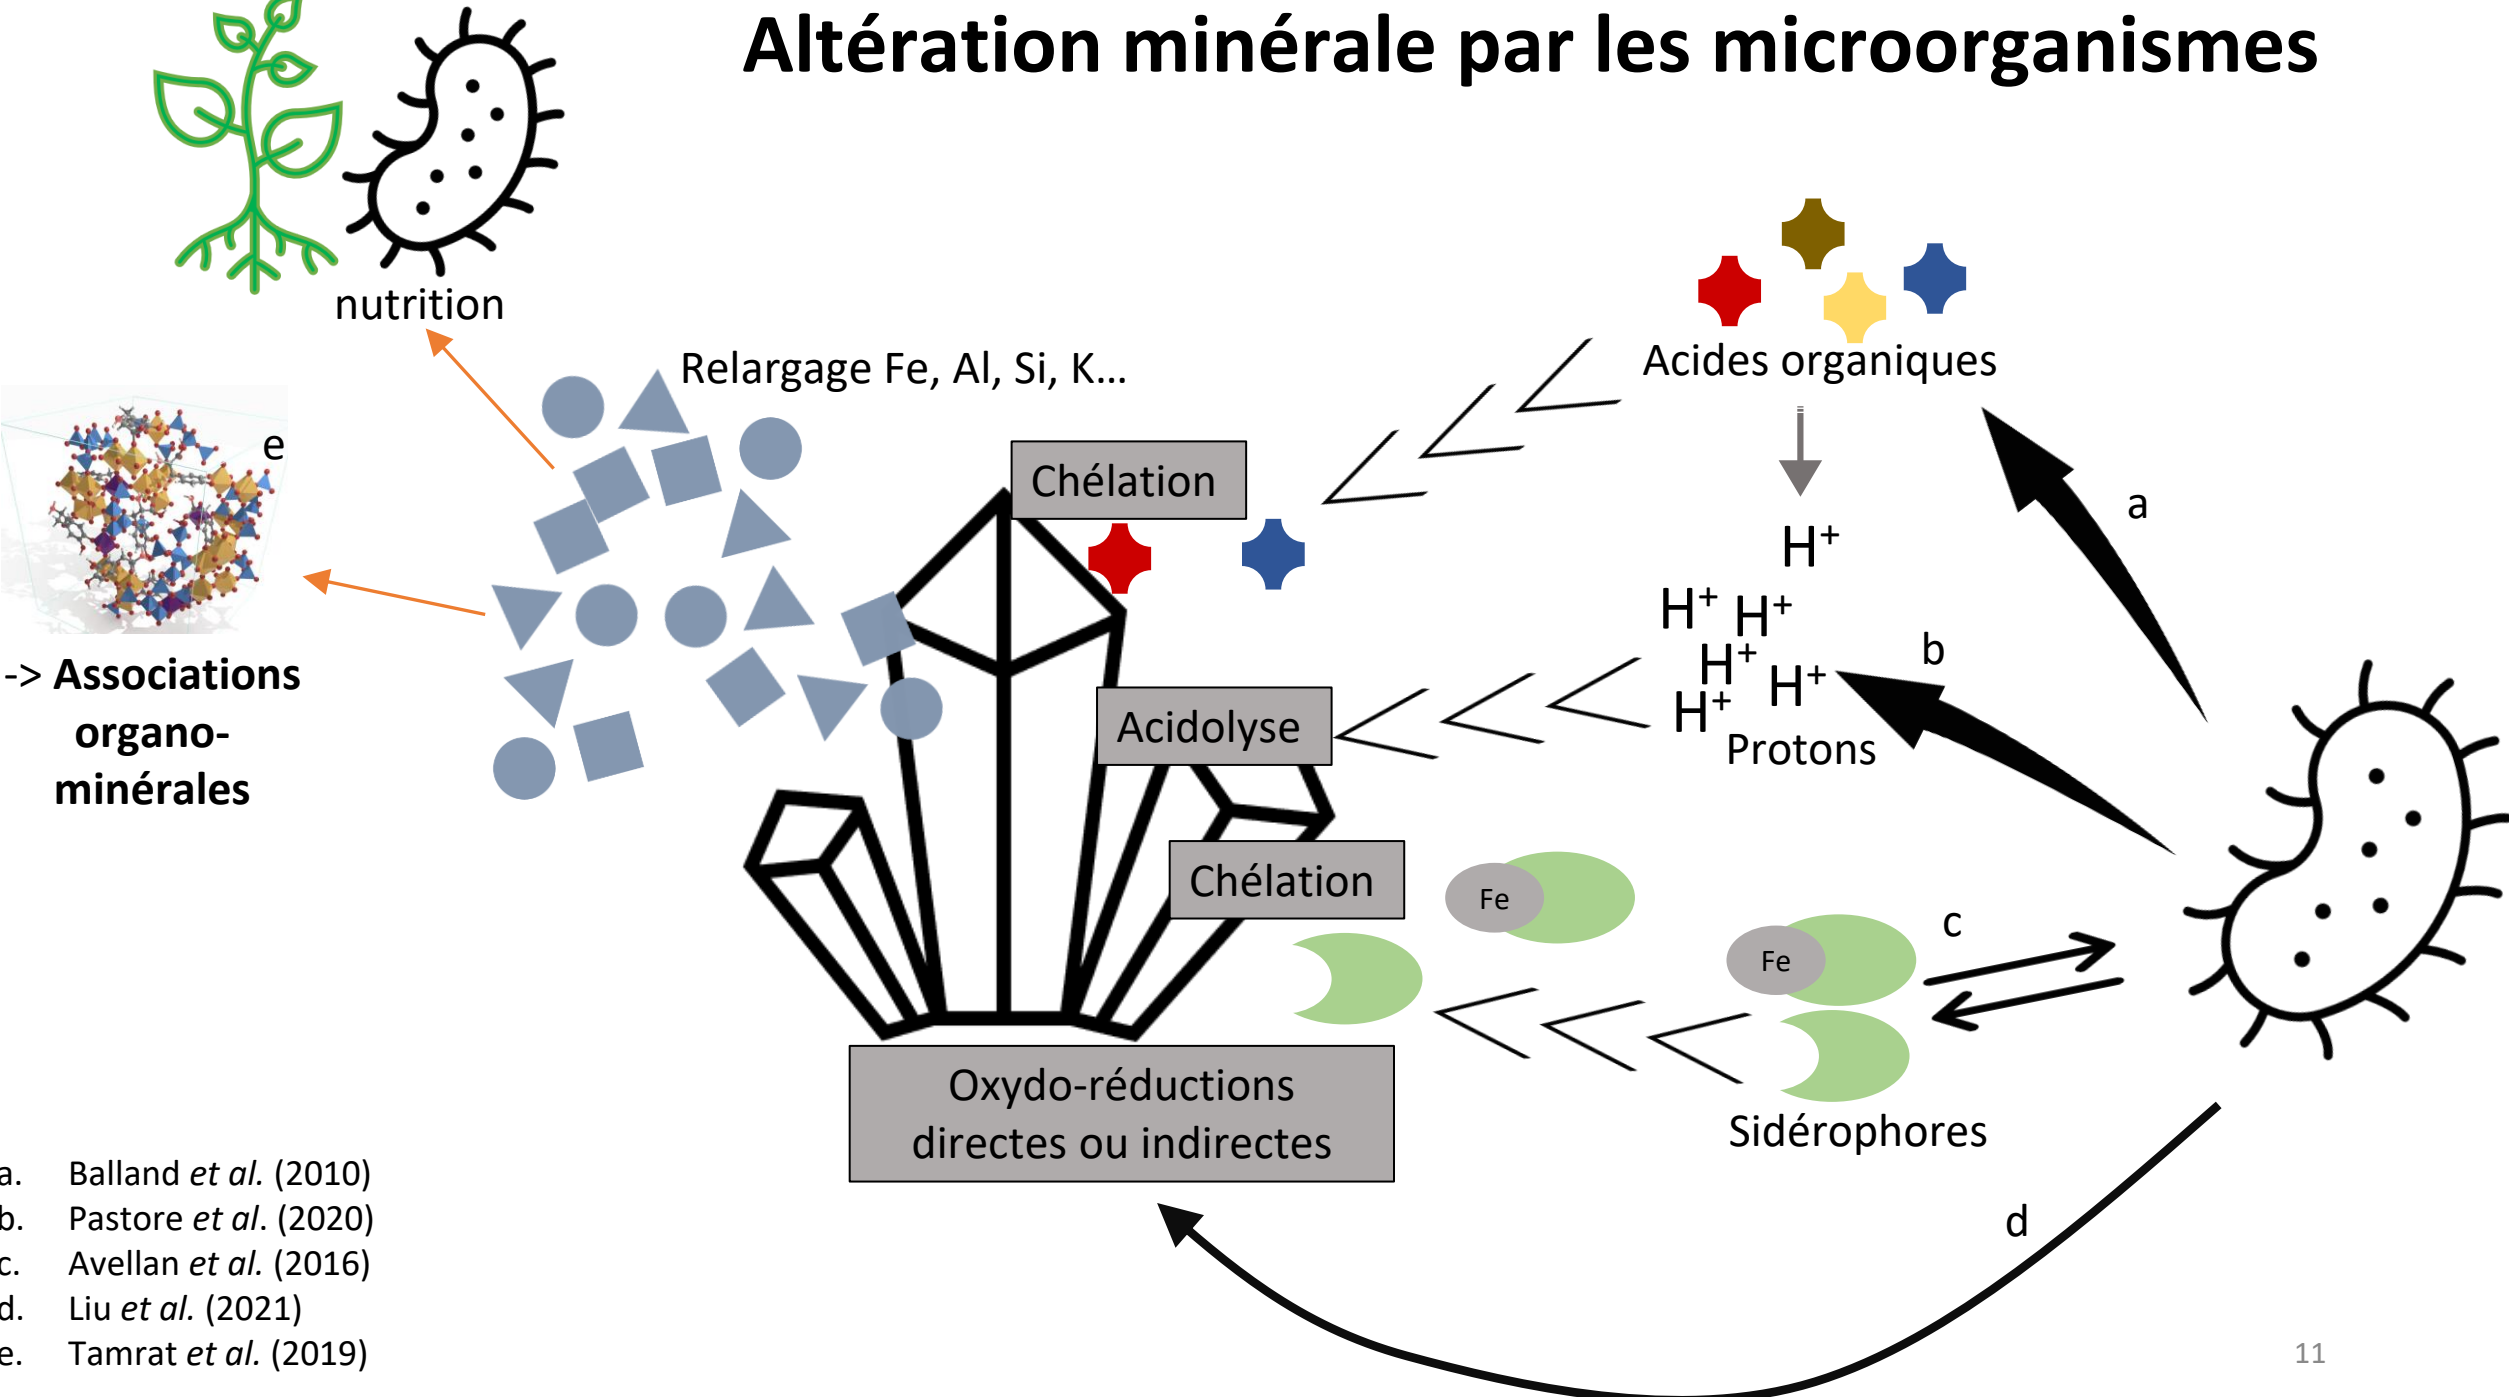 Altération minérale par les microorganismes
nutrition
Relargage Fe, Al, Si, K...
Acides organiques
e
Chélation
a
H+
H+ H+
H+ H+
H+
b
Protons
-> Associations
organo-
minérales
Acidolyse
Chélation
Fe
Fe
c
Oxydo-réductions
directes ou indirectes
Sidérophores
d
a. Balland et al. (2010)
b. Pastore et al. (2020)
c. Avellan et al. (2016)
d. Liu et al. (2021)
e. Tamrat et al. (2019)
11